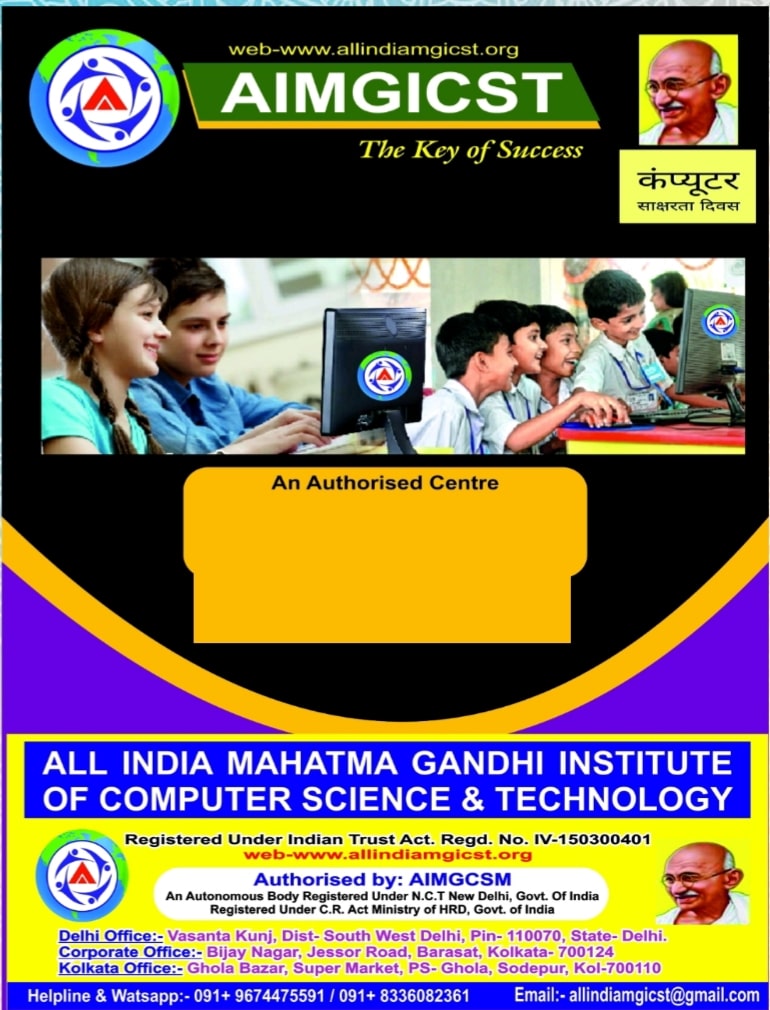 web-www.allindiamgicst.org
AIMGICST
The Key of Success
कंप्यूटर
साक्षरता दिवस
An Authorised Centre
ALL INDIA MAHATMA GANDHI INSTITUTE
OF COMPUTER SCIENCE & TECHNOLOGY
Registered Under Indian Trust Act. Regd. No. IV-150300401
web-www.allindiamgicst.org
Authorised by: AIMGCSM
An Autonomous Body Registered Under N.C.T New Delhi, Govt. Of India
Registered Under C.R. Act Ministry of HRD, Govt. of India
Delhi Office:- Vasanta Kunj, Dist- South West Delhi, Pin- 110070, State- Delhi.
Corporate Office:- Bijay Nagar, Jessor Road, Barasat, Kolkata- 700124
Kolkata Office:- Ghola Bazar, Super Market, PS- Ghola, Sodepur, Kol-700110
Helpline & Watsapp:- 091+ 9674475591 / 091+ 8336082361 Email:- allindiamgicst@gmail.com